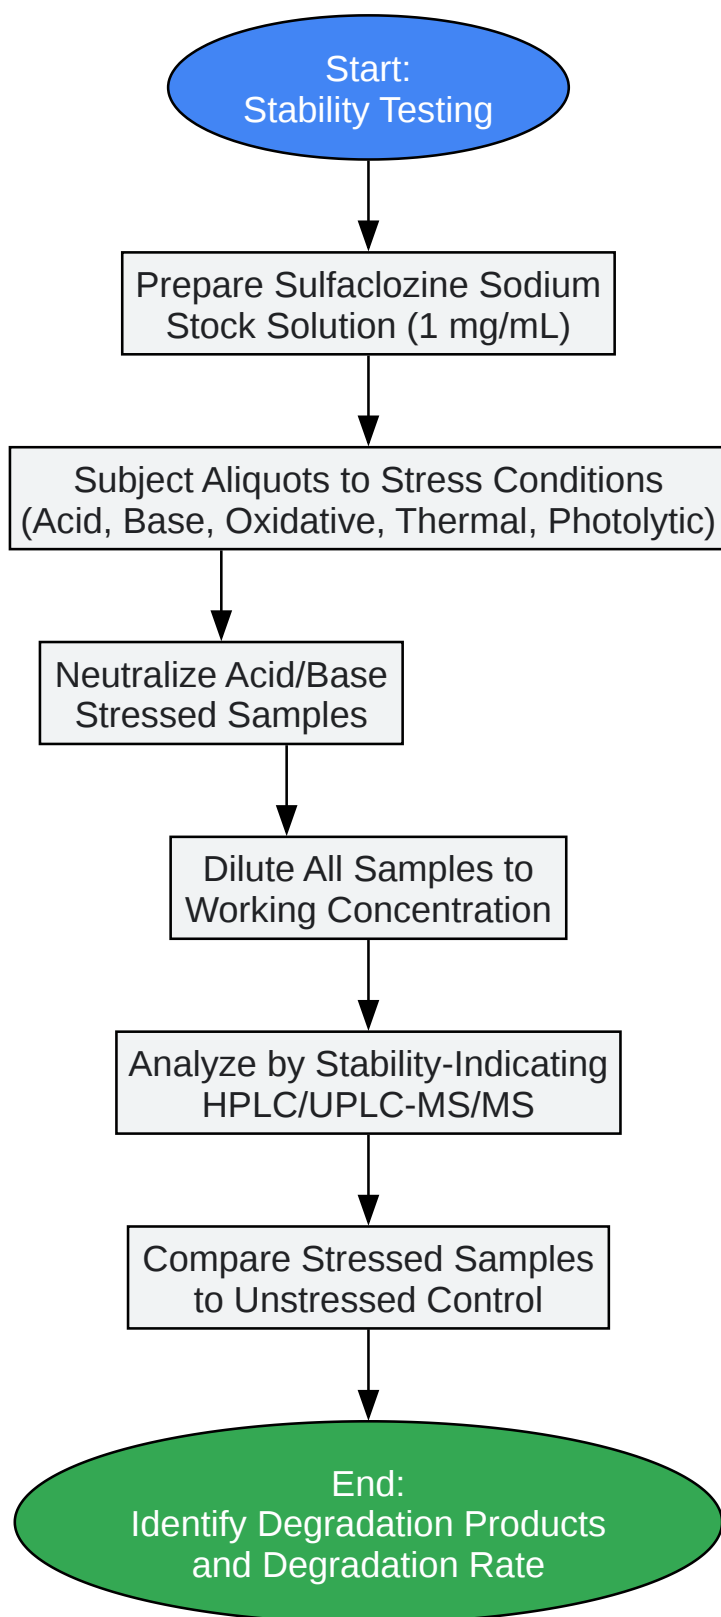 Start:
Stability Testing
Prepare Sulfaclozine Sodium
Stock Solution (1 mg/mL)
Subject Aliquots to Stress Conditions
(Acid, Base, Oxidative, Thermal, Photolytic)
Neutralize Acid/Base
Stressed Samples
Dilute All Samples to
Working Concentration
Analyze by Stability-Indicating
HPLC/UPLC-MS/MS
Compare Stressed Samples
to Unstressed Control
End:
Identify Degradation Products
and Degradation Rate